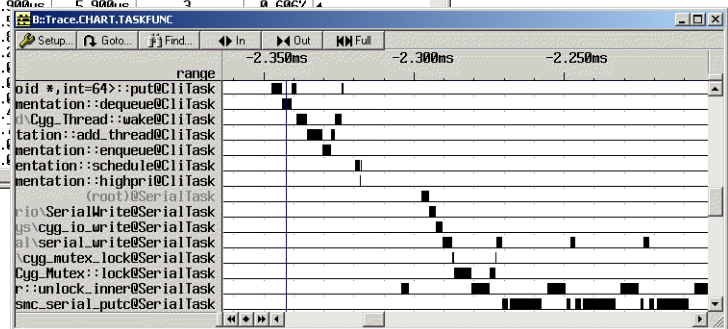 .900us 5.900us 3 0.606%
B::Trace.CHART.TASKFUNC
Setup... Goto... Find... In Out Full
-2.350ms -2.300ms -2.250ms
range
oid *,int=64>::put@CliTask
mentation::dequeue@CliTask
d\Cyg_Thread::wake@CliTask
tation::add_thread@CliTask
mentation::enqueue@CliTask
entation::schedule@CliTask
mentation::highpri@CliTask
(root)@SerialTask
rio\SerialWrite@SerialTask
ys\cyg_io_write@SerialTask
al\serial_write@SerialTask
\cyg_mutex_lock@SerialTask
Cyg_Mutex::lock@SerialTask
r::unlock_inner@SerialTask
smc_serial_putc@SerialTask